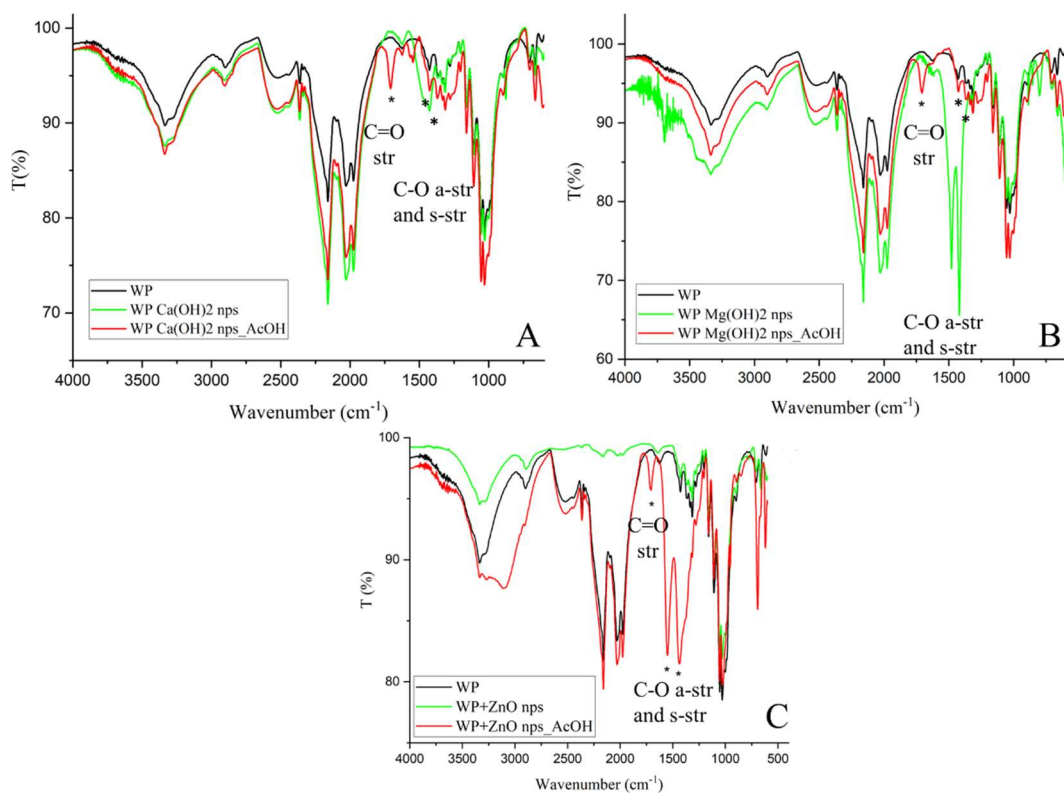 100
90
80
70
T(%)
C=O
str
C-O a-str
and s-str
*
*
*
WP
WP Ca(OH)2 nps
WP Ca(OH)2 nps_AcOH
A
4000 3500 3000 2500 2000 1500 1000
Wavenumber (cm-1)
100
90
80
70
60
T(%)
*
*
*
C=O
str
C-O a-str
and s-str
WP
WP Mg(OH)2 nps
WP Mg(OH)2 nps_AcOH
B
4000 3500 3000 2500 2000 1500 1000
Wavenumber (cm-1)
100
90
80
T (%)
*
C=O
str
* *
C-O a-str
and s-str
WP
WP+ZnO nps
WP+ZnO nps_AcOH
C
4000 3500 3000 2500 2000 1500 1000 500
Wavenumber (cm-1)